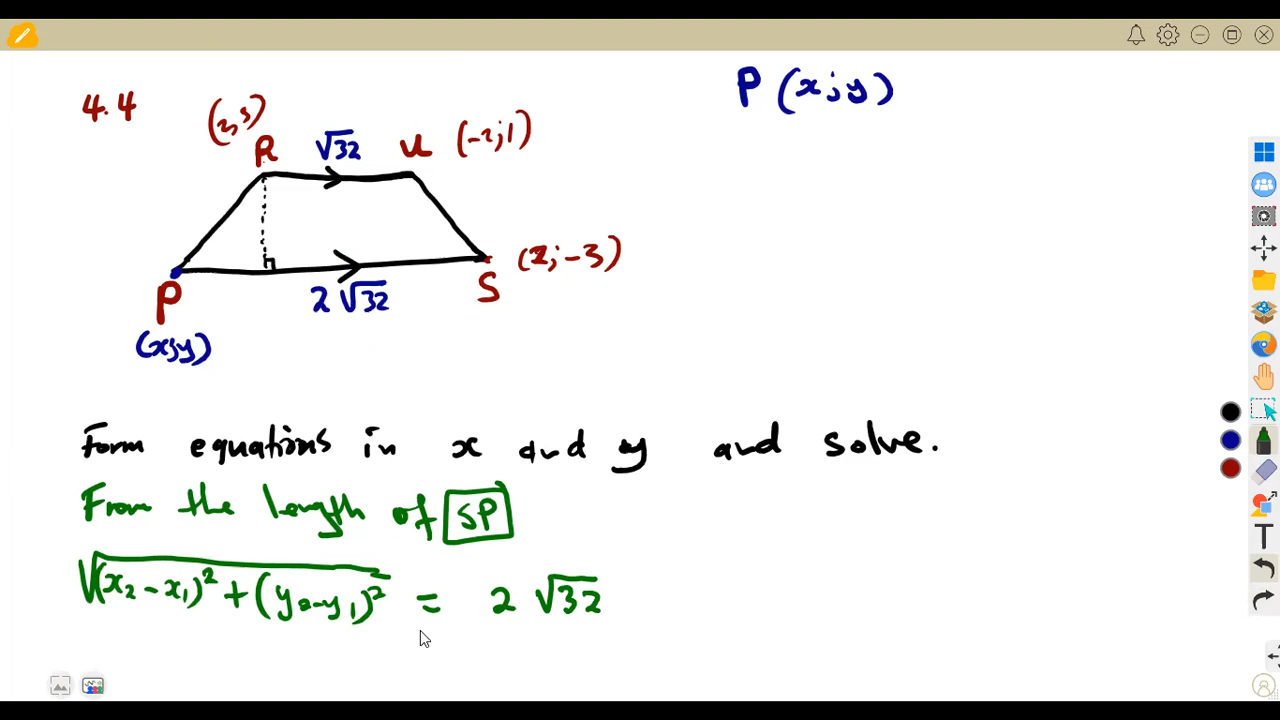 P (x;y)
4.4
(2,5)
R
√32
u
(-2;1)
(2;-3)
S
P
2 √32
(x;y)
Form equations in x and y and solve.
From the length of SP
√(x₂-x₁)² + (y₂-y₁)² = 2 √32
T